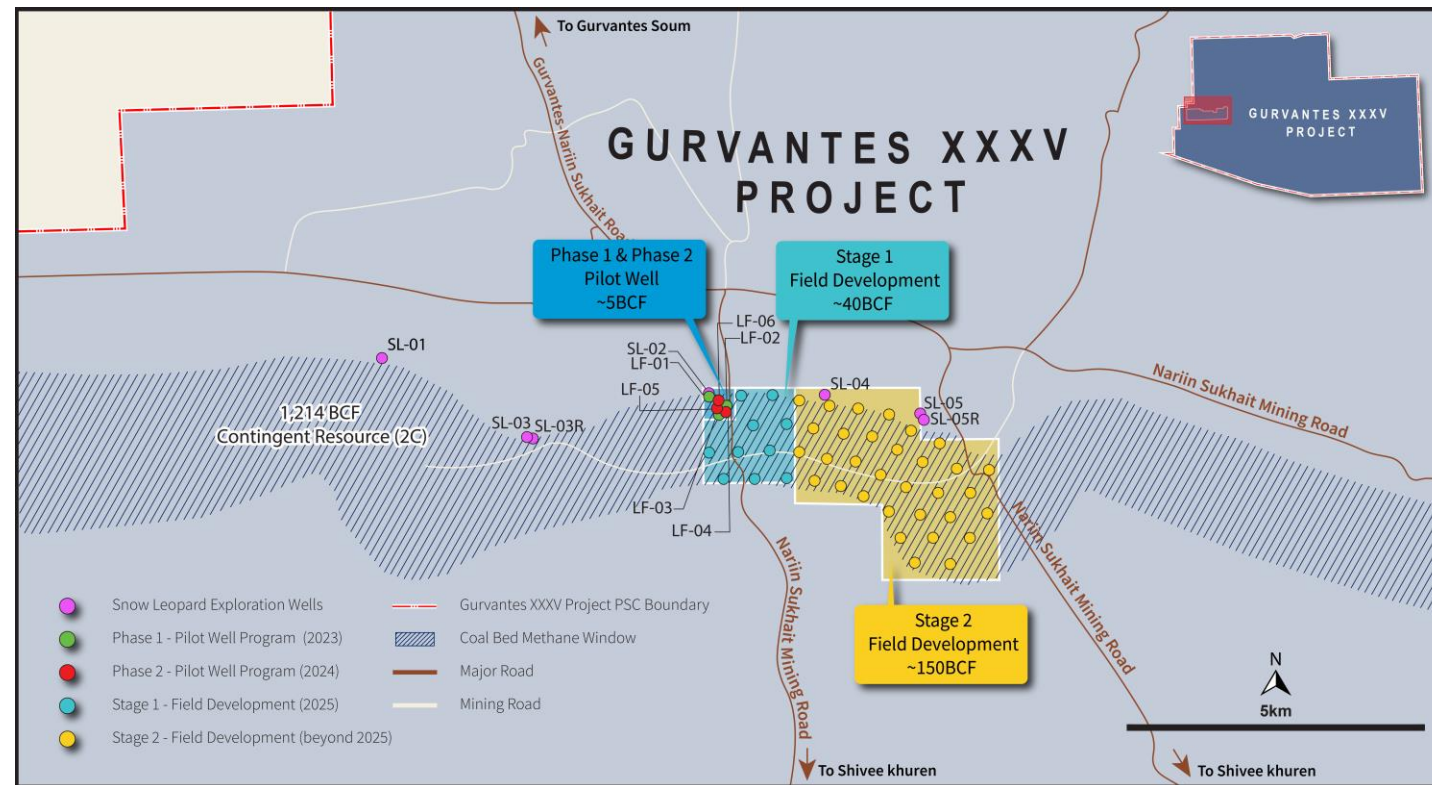 To Gurvantes Soum
Gurvantes-Nariin Sukhait Road
GURVANTES XXXV
PROJECT
GURVANTES XXXV
PROJECT
Phase 1 & Phase 2
Pilot Well
~5BCF
Stage 1
Field Development
~40BCF
LF-06
LF-02
SL-01
SL-02
LF-01
LF-05
SL-04
SL-05
SL-05R
1,214 BCF
Contingent Resource (2C)
SL-03
SL-03R
LF-03
LF-04
Nariin Sukhait Mining Road
Nariin Sukhait Mining Road
Nariin Sukhait Mining Road
Stage 2
Field Development
~150BCF
Snow Leopard Exploration Wells
Phase 1 - Pilot Well Program (2023)
Phase 2 - Pilot Well Program (2024)
Stage 1 - Field Development (2025)
Stage 2 - Field Development (beyond 2025)
Gurvantes XXXV Project PSC Boundary
Coal Bed Methane Window
Major Road
Mining Road
N
5km
To Shivee khuren
To Shivee khuren